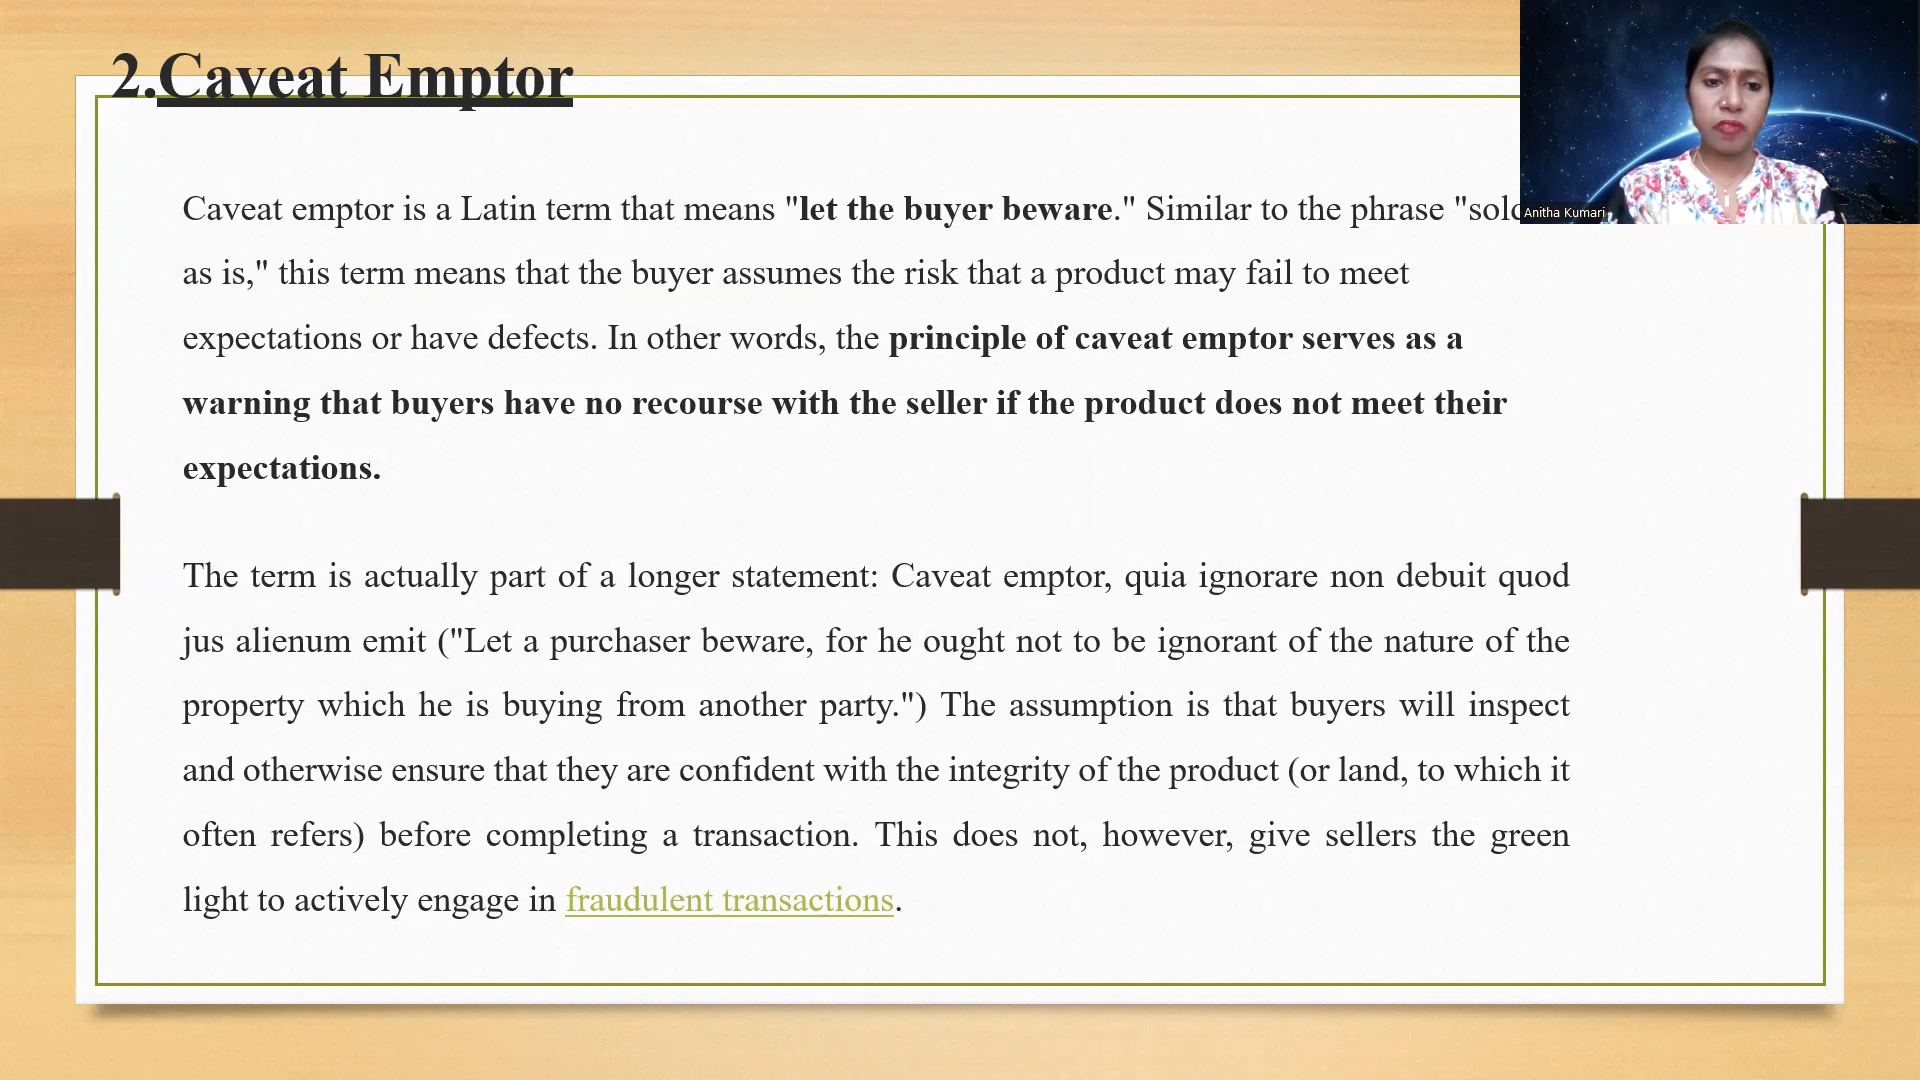 2.Caveat Emptor
Caveat emptor is a Latin term that means "let the buyer beware." Similar to the phrase "sold
as is," this term means that the buyer assumes the risk that a product may fail to meet
expectations or have defects. In other words, the principle of caveat emptor serves as a
warning that buyers have no recourse with the seller if the product does not meet their
expectations.
The term is actually part of a longer statement: Caveat emptor, quia ignorare non debuit quod
jus alienum emit ("Let a purchaser beware, for he ought not to be ignorant of the nature of the
property which he is buying from another party.") The assumption is that buyers will inspect
and otherwise ensure that they are confident with the integrity of the product (or land, to which it
often refers) before completing a transaction. This does not, however, give sellers the green
light to actively engage in fraudulent transactions.
Anitha Kumari